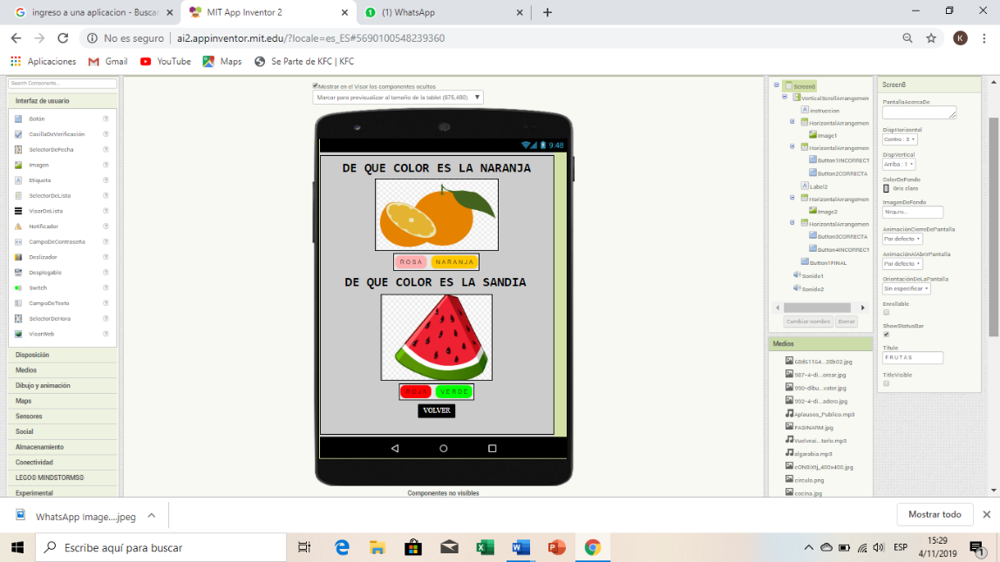 ingreso a una aplicacion - Buscar
MIT App Inventor 2
(1) WhatsApp
No es seguro
ai2.appinventor.mit.edu/?locale=es_ES#5690100548239360
K
Aplicaciones
Gmail
YouTube
Maps
Se Parte de KFC | KFC
Search Components...
Interfaz de usuario
Botón
CasillaDeVerificación
SelectorDeFecha
Imagen
Etiqueta
SelectorDeLista
VisorDeLista
Notificador
CampoDeContraseña
Deslizador
Desplegable
Switch
CampoDeTexto
SelectorDeHora
VisorWeb
Disposición
Medios
Dibujo y animación
Maps
Sensores
Social
Almacenamiento
Conectividad
LEGO® MINDSTORMS®
Experimental
Mostrar en el Visor los componentes ocultos
Marcar para previsualizar al tamaño de la tablet (675,480)
9:48
DE QUE COLOR ES LA NARANJA
ROSA
NARANJA
DE QUE COLOR ES LA SANDIA
ROJA
VERDE
VOLVER
Componentes no visibles
Screen8
VerticalScrollArrangemen
instruccion
HorizontalArrangemen
Image1
HorizontalArrangemen
Button1INCORRECT
Button2CORRECTA
Label2
HorizontalArrangemen
Image2
HorizontalArrangemen
Button3CORRECTA
Button4INCORRECT
Button1FINAL
Sonido1
Sonido2
Cambiar nombre
Borrar
Medios
987-4-di...orear.jpg
990-dibu...vater.jpg
992-4-di...adero.jpg
Aplausos_Publico.mp3
FASINARM.jpg
Vuelveai...tarlo.mp3
algarabia.mp3
cONBiXtj_400x400.jpg
circulo.png
cocina.jpg
Screen8
PantallaAcercaDe
DispHorizontal
Centro : 3
DispVertical
Arriba : 1
ColorDeFondo
Gris claro
ImagenDeFondo
Ninguno...
AnimaciónCierreDePantalla
Por defecto
AnimaciónAlAbrirPantalla
Por defecto
OrientaciónDeLaPantalla
Sin especificar
Enrollable
ShowStatusBar
Título
FRUTAS
TitleVisible
WhatsApp Image....jpeg
Mostrar todo
Escribe aquí para buscar
ESP
15:29
4/11/2019
1